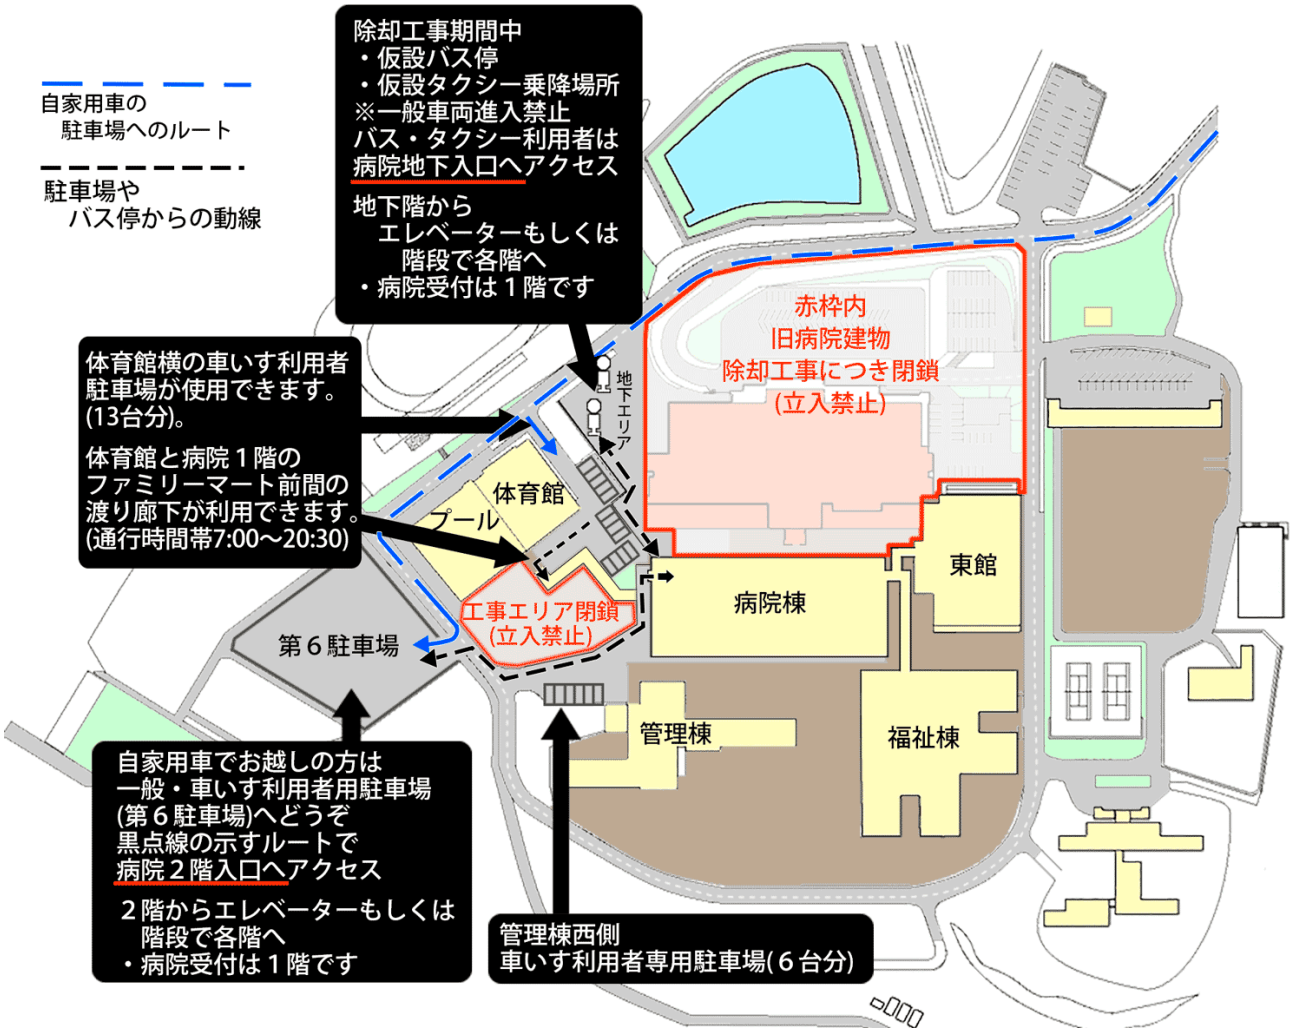 除却工事期間中
・仮設バス停
・仮設タクシー乗降場所
※一般車両進入禁止
バス・タクシー利用者は
病院地下入口へアクセス
地下階から
エレベーターもしくは
階段で各階へ
・病院受付は１階です
自家用車の
駐車場へのルート
駐車場や
バス停からの動線
体育館横の車いす利用者
駐車場が使用できます。
(13台分)。
体育館と病院１階の
ファミリーマート前間の
渡り廊下が利用できます。
(通行時間帯7:00～20:30)
地下エリア
赤枠内
旧病院建物
除却工事につき閉鎖
(立入禁止)
体育館
プール
東館
病院棟
工事エリア閉鎖
(立入禁止)
第６駐車場
管理棟
福祉棟
自家用車でお越しの方は
一般・車いす利用者用駐車場
(第６駐車場)へどうぞ
黒点線の示すルートで
病院２階入口へアクセス
２階からエレベーターもしくは
階段で各階へ
・病院受付は１階です
管理棟西側
車いす利用者専用駐車場(６台分)